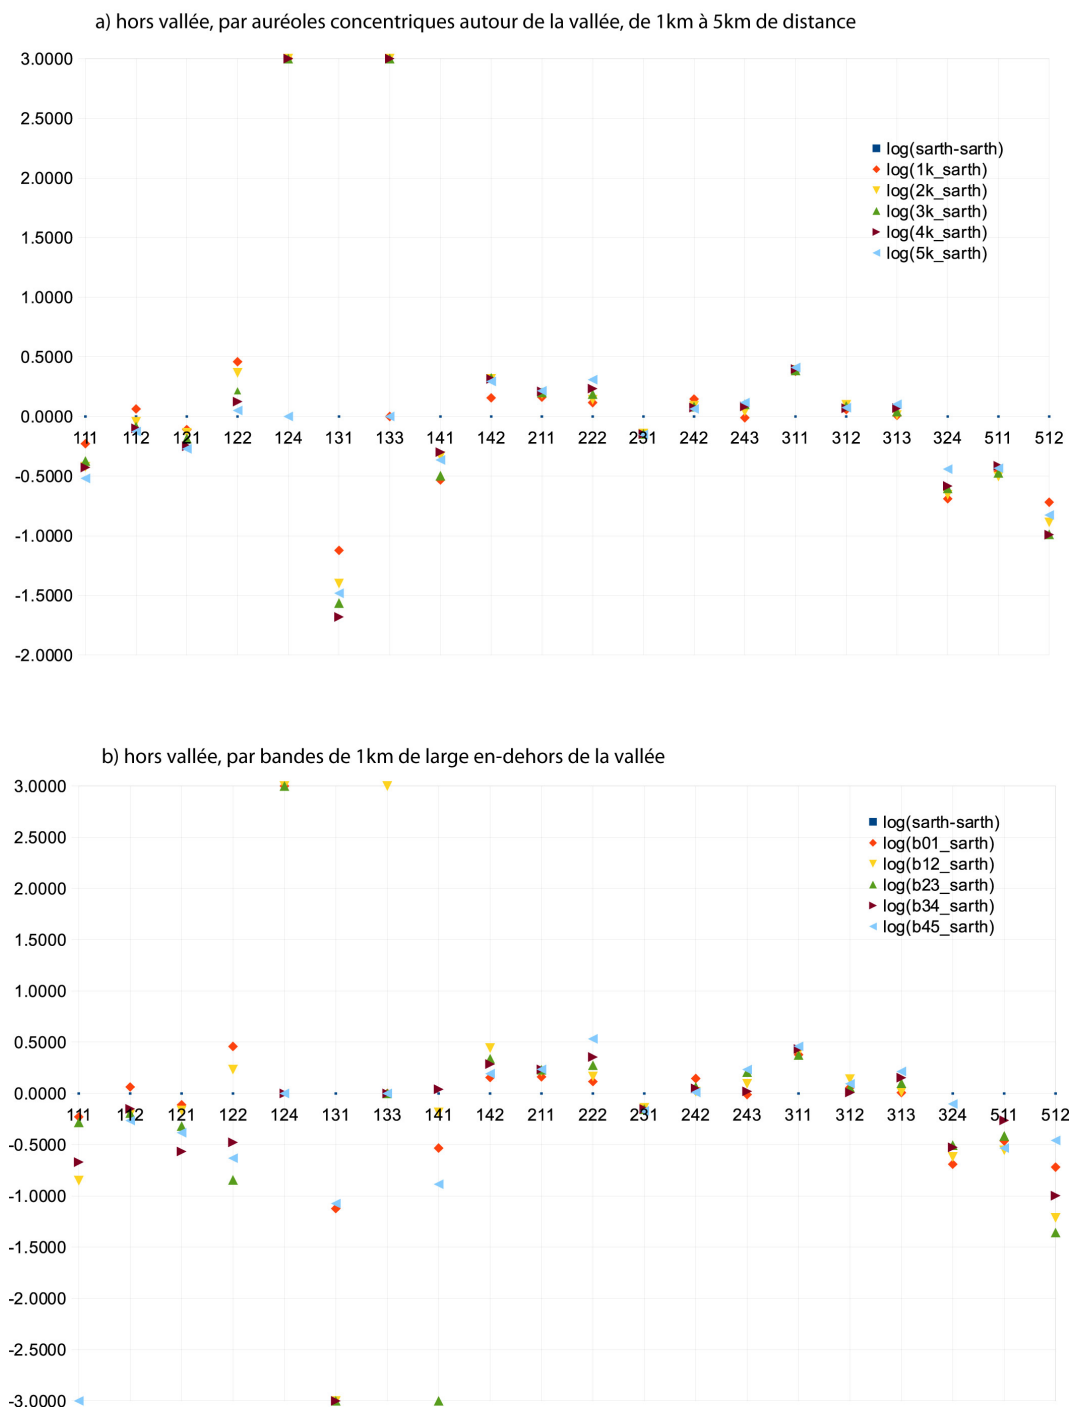 a) hors vallée, par auréoles concentriques autour de la vallée, de 1km à 5km de distance
3.0000
2.5000
2.0000
1.5000
1.0000
0.5000
0.0000
-0.5000
-1.0000
-1.5000
-2.0000
111 112 121 122 124 131 133 141 142 211 222 231 242 243 311 312 313 324 511 512
log(sarth-sarth)
log(1k_sarth)
log(2k_sarth)
log(3k_sarth)
log(4k_sarth)
log(5k_sarth)
b) hors vallée, par bandes de 1km de large en-dehors de la vallée
3.0000
2.5000
2.0000
1.5000
1.0000
0.5000
0.0000
-0.5000
-1.0000
-1.5000
-2.0000
-2.5000
-3.0000
111 112 121 122 124 131 133 141 142 211 222 231 242 243 311 312 313 324 511 512
log(sarth-sarth)
log(b01_sarth)
log(b12_sarth)
log(b23_sarth)
log(b34_sarth)
log(b45_sarth)